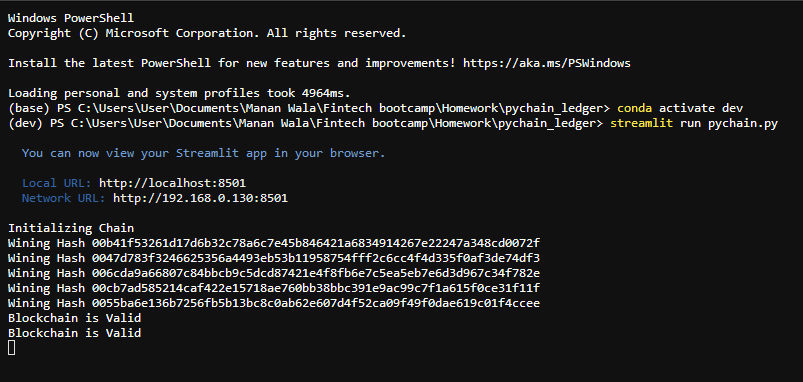 Windows PowerShell
Copyright (C) Microsoft Corporation. All rights reserved.
Install the latest PowerShell for new features and improvements! https://aka.ms/PSWindows
Loading personal and system profiles took 4964ms.
(base) PS C:\Users\User\Documents\Manan Wala\Fintech bootcamp\Homework\pychain_ledger> conda activate dev
(dev) PS C:\Users\User\Documents\Manan Wala\Fintech bootcamp\Homework\pychain_ledger> streamlit run pychain.py
You can now view your Streamlit app in your browser.
Local URL: http://localhost:8501
Network URL: http://192.168.0.130:8501
Initializing Chain
Wining Hash 00b41f53261d17d6b32c78a6c7e45b846421a6834914267e22247a348cd0072f
Wining Hash 0047d783f3246625356a4493eb53b11958754fff2c6cc4f4d335f0af3de74df3
Wining Hash 006cda9a66807c84bbcb9c5dcd87421e4f8fb6e7c5ea5eb7e6d3d967c34f782e
Wining Hash 00cb7ad585214caf422e15718ae760bb38bbc391e9ac99c7f1a615f0ce31f11f
Wining Hash 0055ba6e136b7256fb5b13bc8c0ab62e607d4f52ca09f49f0dae619c01f4ccee
Blockchain is Valid
Blockchain is Valid